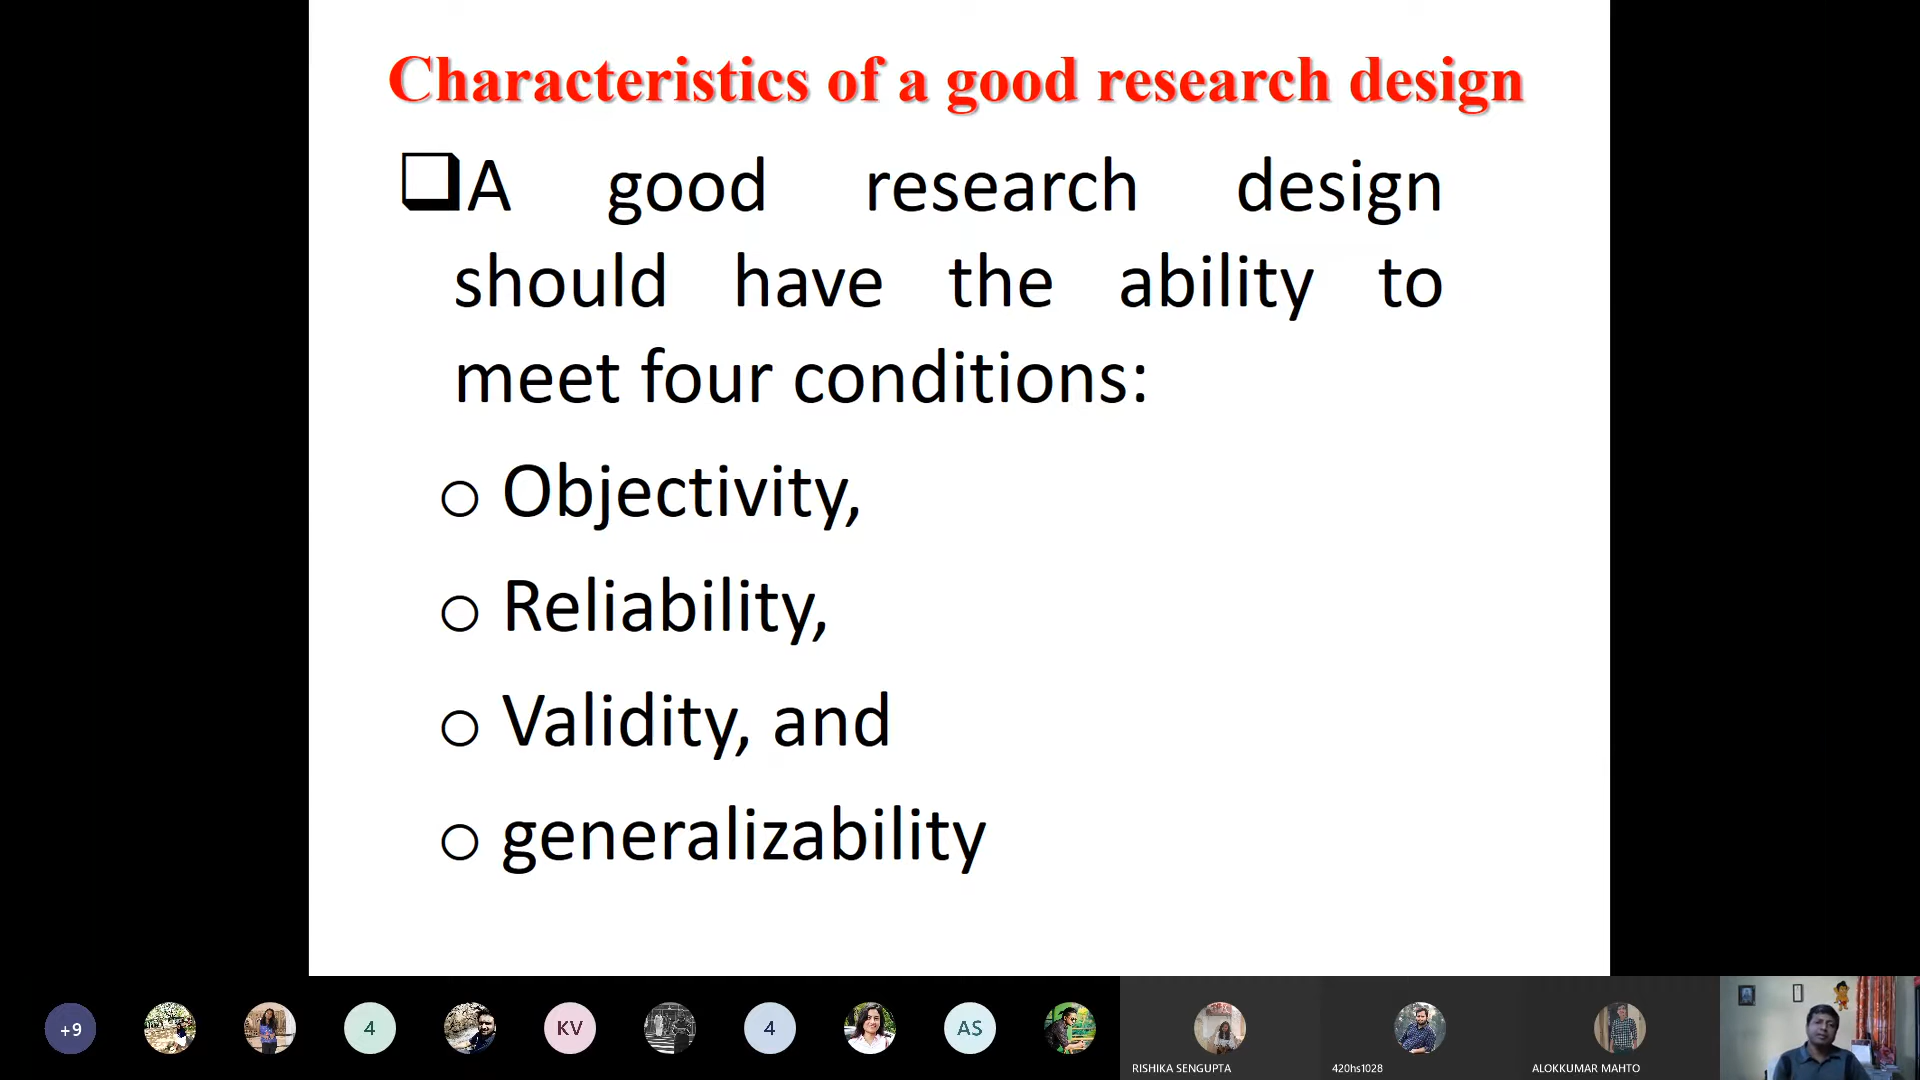 Characteristics of a good research design
❑A good research design
should have the ability to
meet four conditions:
o Objectivity,
o Reliability,
o Validity, and
o generalizability
+9
4
KV
4
AS
RISHIKA SENGUPTA
420hs1028
ALOKKUMAR MAHTO